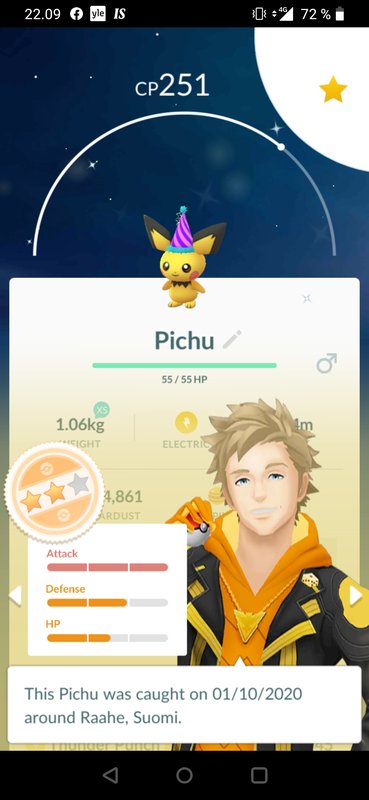 22.09 yle IS 4G 72 %
CP251
Pichu
55 / 55 HP
XS
1.06kg
WEIGHT
ELECTRIC
4,861
Attack
Defense
HP
This Pichu was caught on 01/10/2020
around Raahe, Suomi.
Thunder Punch 45